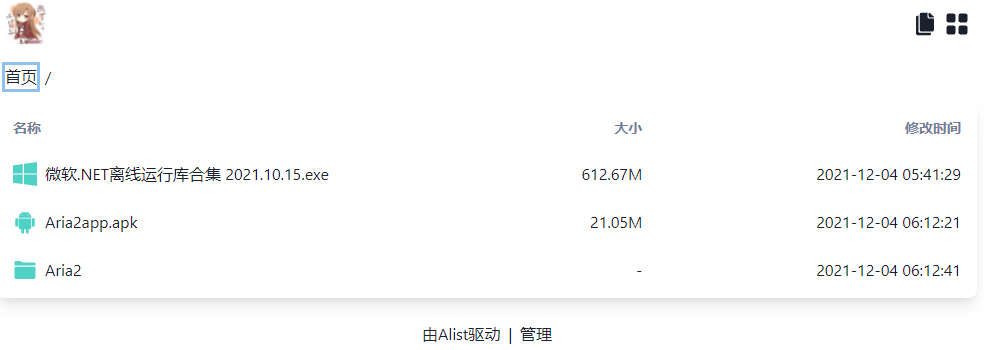 首页 /
名称 大小 修改时间
微软.NET离线运行库合集 2021.10.15.exe 612.67M 2021-12-04 05:41:29
Aria2app.apk 21.05M 2021-12-04 06:12:21
Aria2 - 2021-12-04 06:12:41
由Alist驱动 | 管理